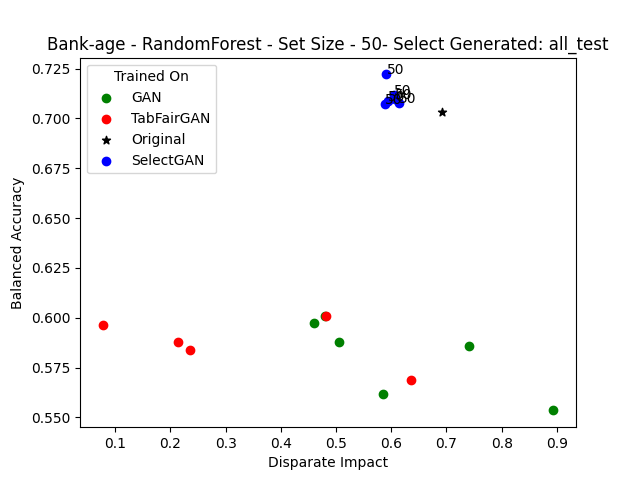 Bank-age - RandomForest - Set Size - 50- Select Generated: all_test
Trained On
GAN
TabFairGAN
Original
SelectGAN
50
50
50
Balanced Accuracy
0.725
0.700
0.675
0.650
0.625
0.600
0.575
0.550
0.1
0.2
0.3
0.4
0.5
0.6
0.7
0.8
0.9
Disparate Impact